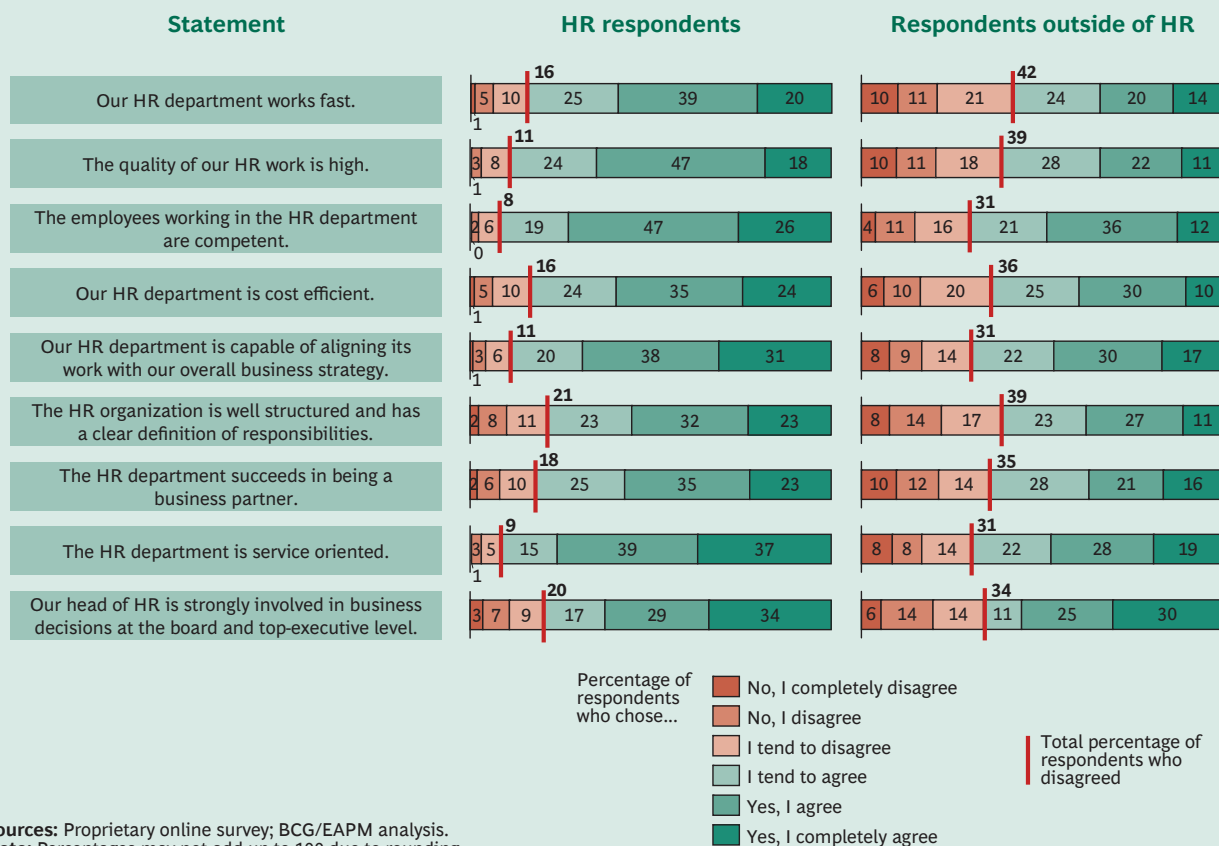 Statement
HR respondents
Respondents outside of HR
Our HR department works fast.
16
5 10 25 39 20
1
42
10 11 21 24 20 14
The quality of our HR work is high.
11
3 8 24 47 18
1
39
10 11 18 28 22 11
The employees working in the HR department
are competent.
8
2 6 19 47 26
0
31
4 11 16 21 36 12
Our HR department is cost efficient.
16
5 10 24 35 24
1
36
6 10 20 25 30 10
Our HR department is capable of aligning its
work with our overall business strategy.
11
3 6 20 38 31
1
31
8 9 14 22 30 17
The HR organization is well structured and has
a clear definition of responsibilities.
21
2 8 11 23 32 23
39
8 14 17 23 27 11
The HR department succeeds in being a
business partner.
18
2 6 10 25 35 23
35
10 12 14 28 21 16
The HR department is service oriented.
9
3 5 15 39 37
1
31
8 8 14 22 28 19
Our head of HR is strongly involved in business
decisions at the board and top-executive level.
20
3 7 9 17 29 34
34
6 14 14 11 25 30
Percentage of
respondents
who chose...
No, I completely disagree
No, I disagree
I tend to disagree
I tend to agree
Yes, I agree
Yes, I completely agree
Total percentage of
respondents who
disagreed
ources: Proprietary online survey; BCG/EAPM analysis.